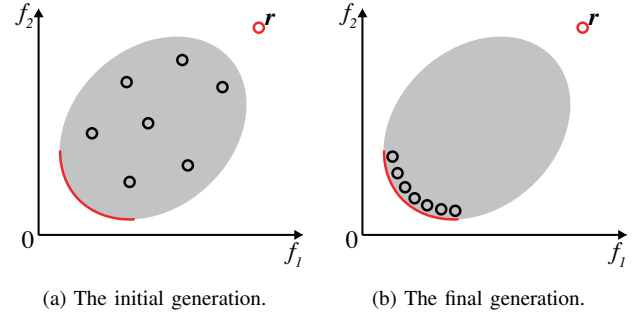 f2 r f2 r
0 f1 0 f1
(a) The initial generation. (b) The final generation.